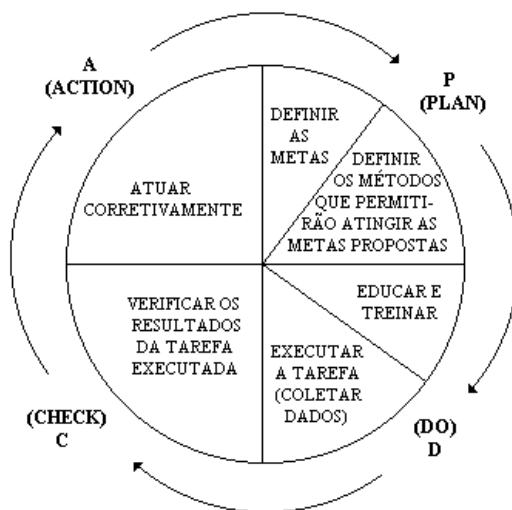 A
(ACTION)
P
(PLAN)
DEFINIR
AS
METAS
DEFINIR
OS MÉTODOS
QUE PERMITI-
RÃO ATINGIR AS
METAS PROPOSTAS
ATUAR
CORRETIVAMENTE
EDUCAR E
TREINAR
VERIFICAR OS
RESULTADOS
DA TAREFA
EXECUTADA
EXECUTAR
A TAREFA
(COLETAR
DADOS)
(CHECK)
C
(DO)
D